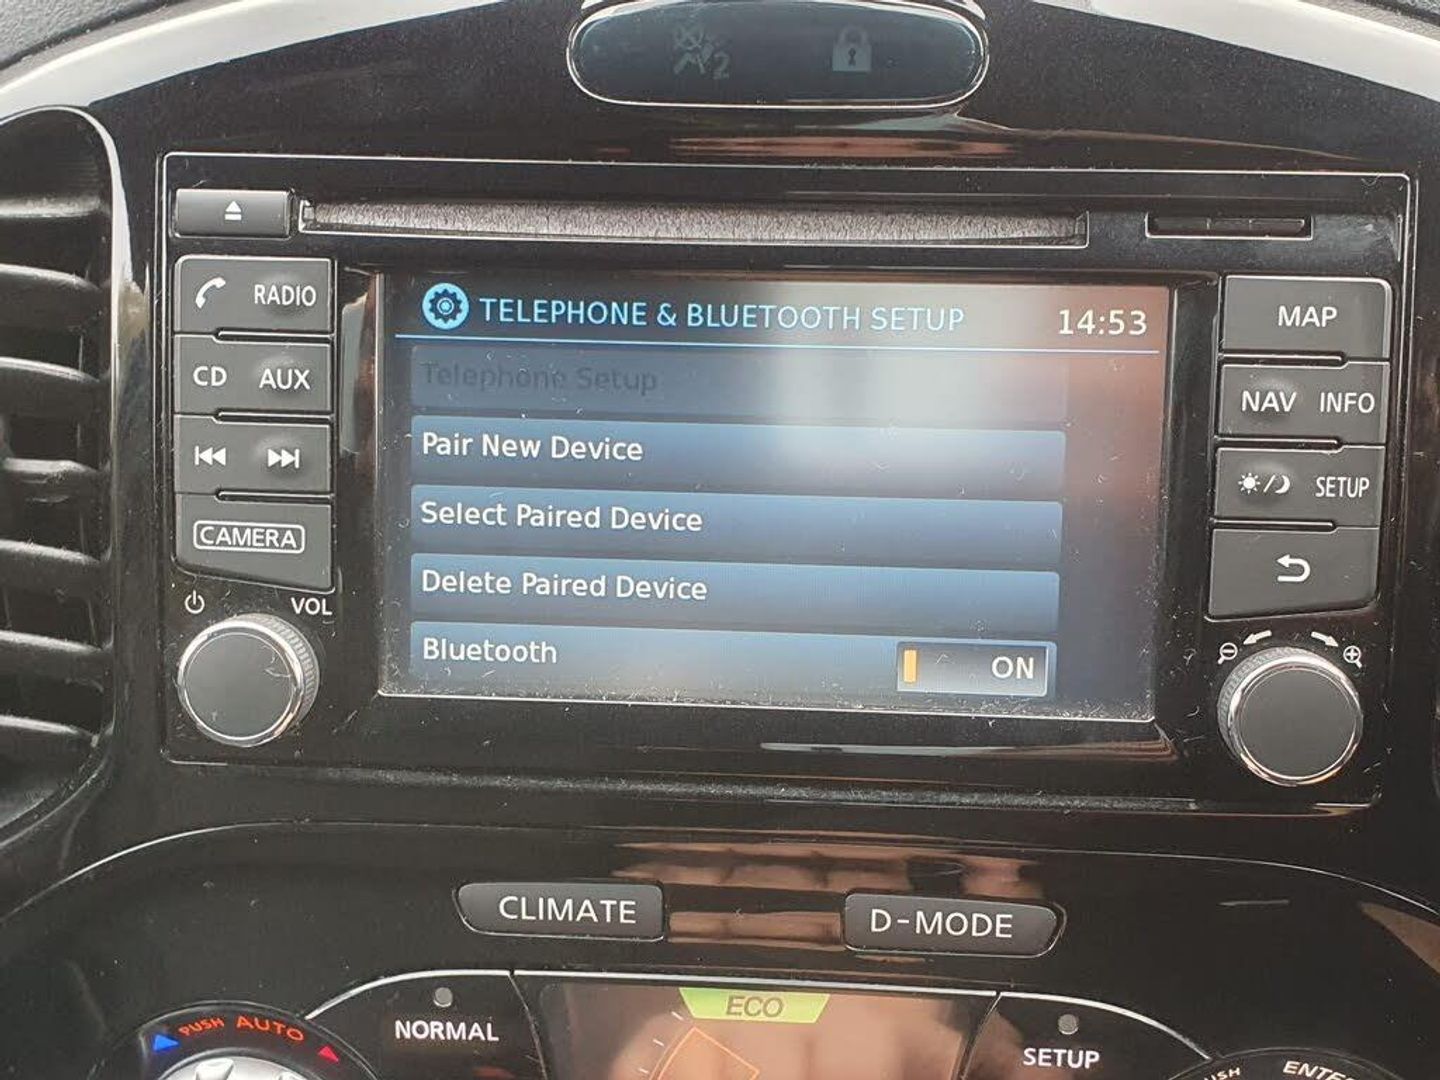 2
RADIO
CD AUX
CAMERA
VOL
TELEPHONE & BLUETOOTH SETUP 14:53
Telephone Setup
Pair New Device
Select Paired Device
Delete Paired Device
Bluetooth ON
MAP
NAV INFO
SETUP
CLIMATE D-MODE
PUSH AUTO
NORMAL
ECO
SETUP